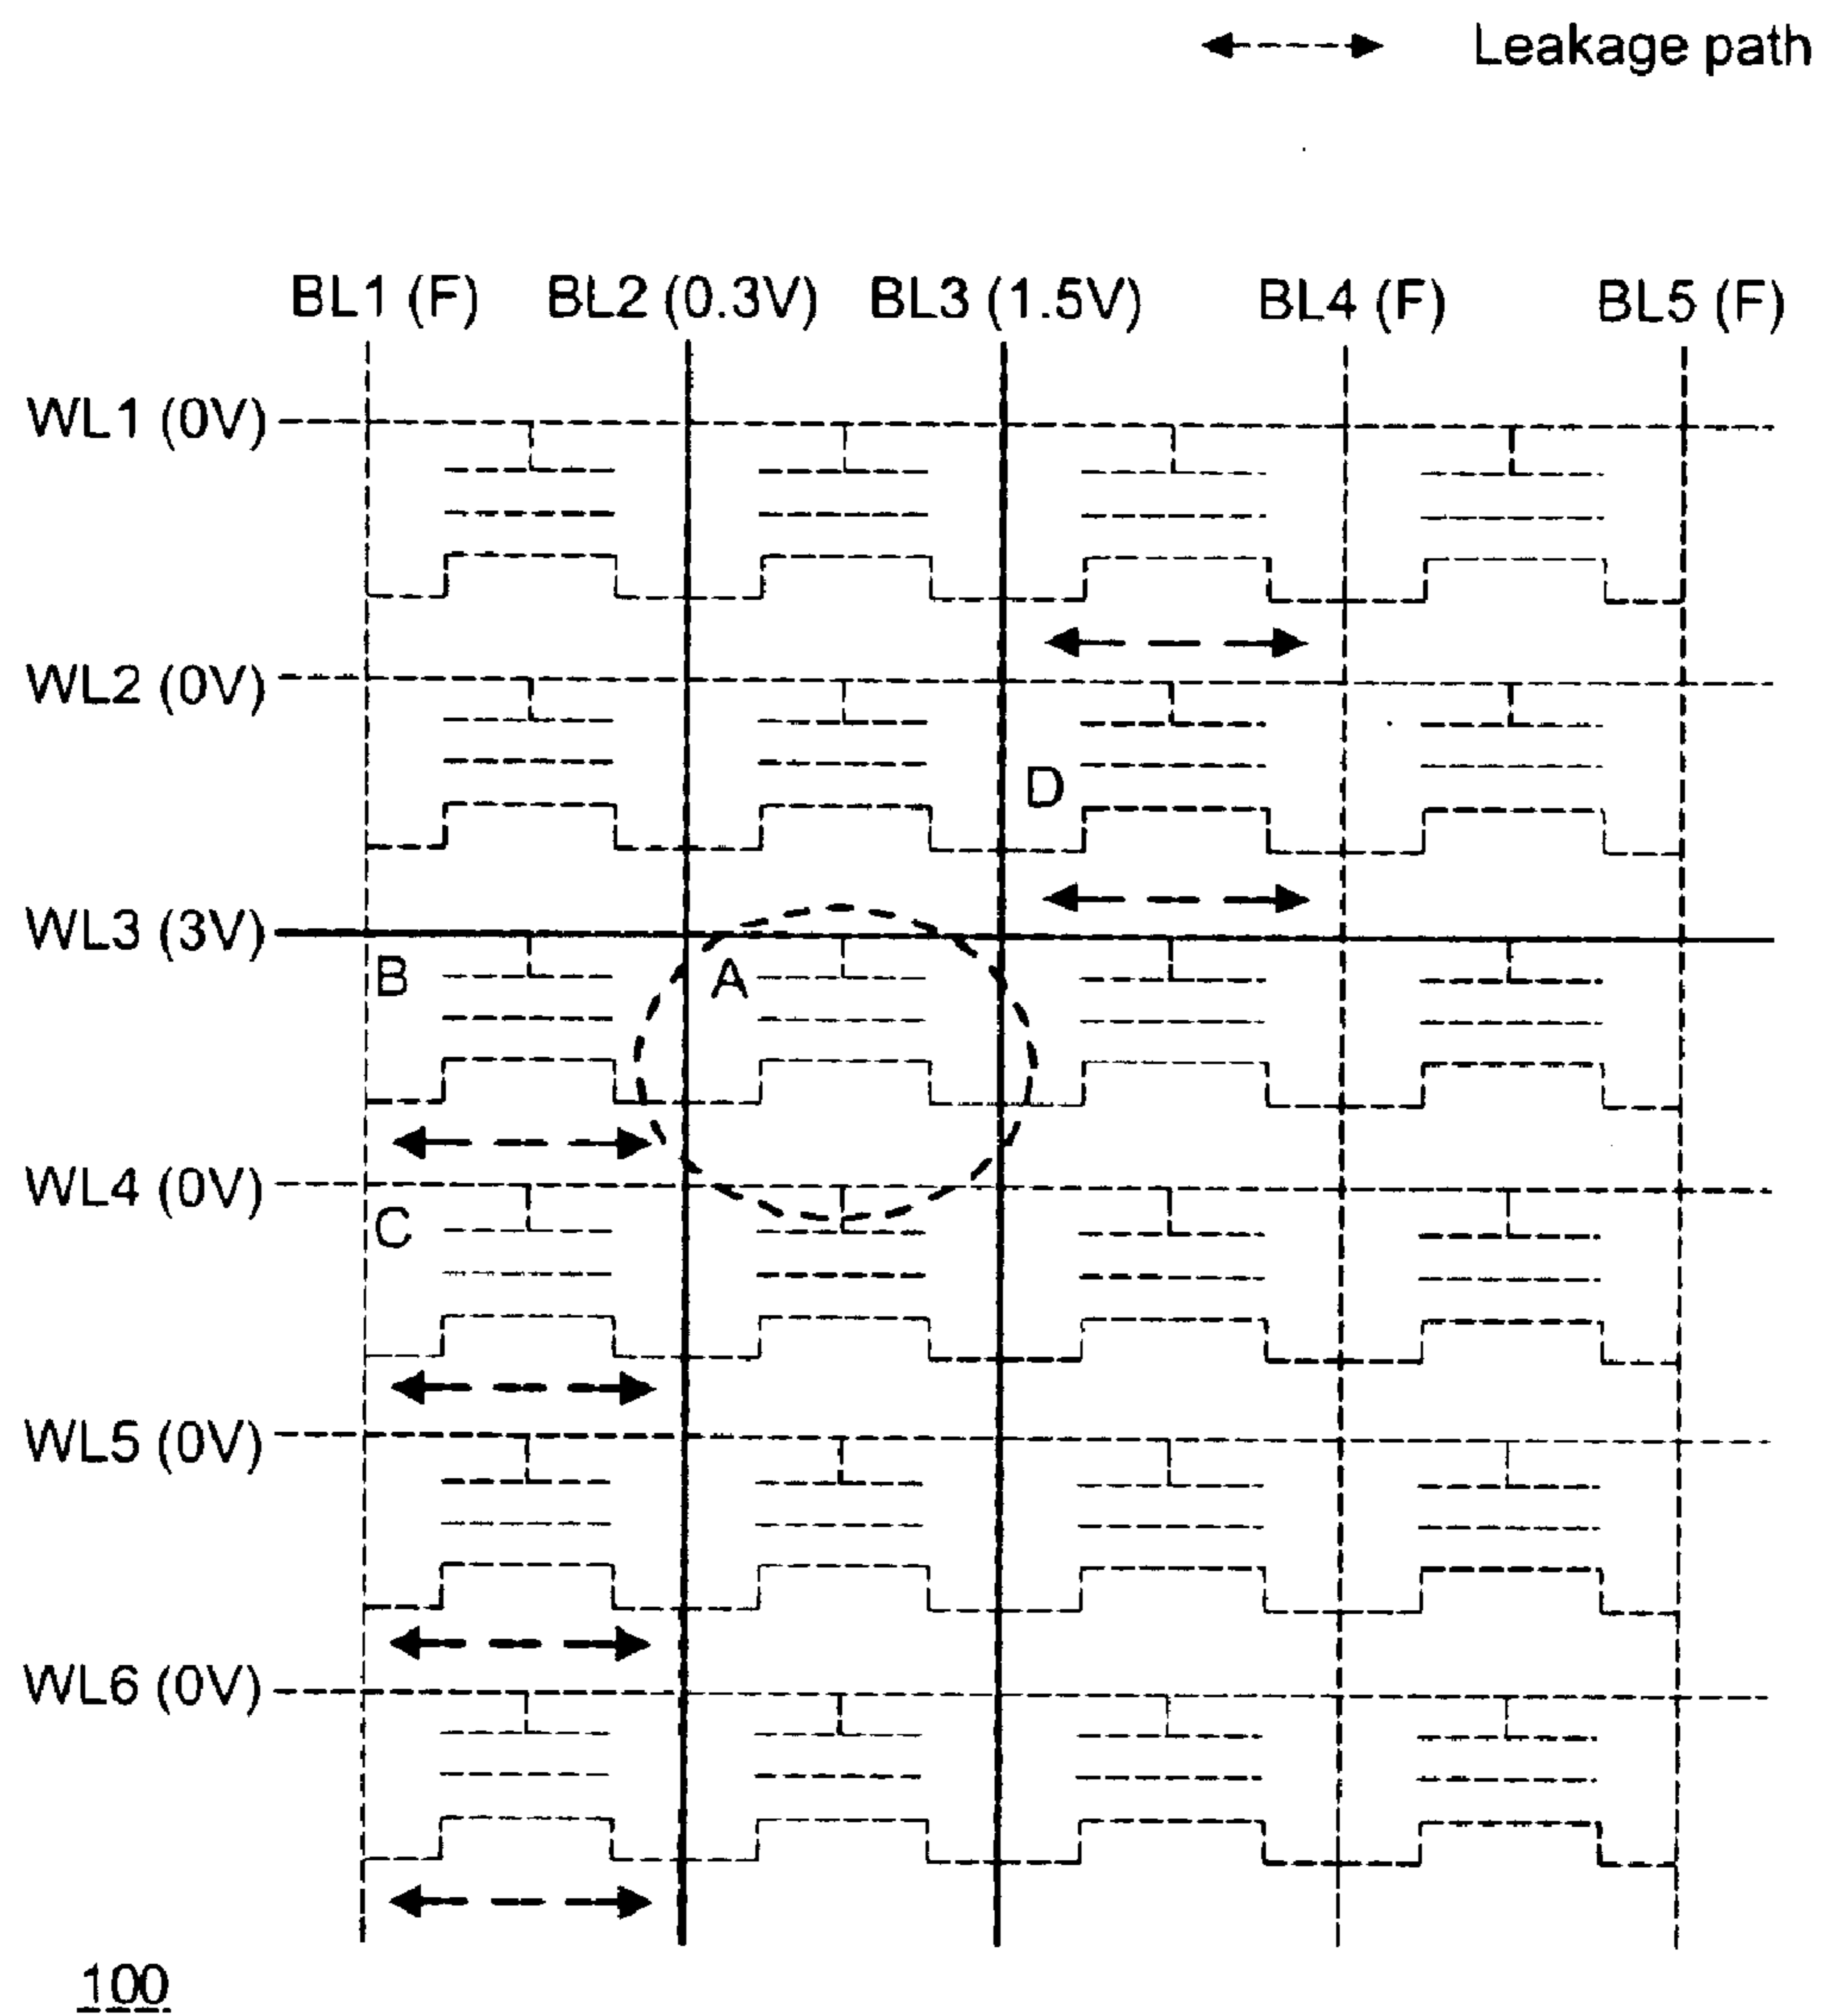 Leakage path
BL1 (F) BL2 (0.3V) BL3 (1.5V) BL4 (F) BL5 (F)
WL1 (0V)
WL2 (0V)
D
WL3 (3V)
B A
WL4 (0V)
C
WL5 (0V)
WL6 (0V)
100